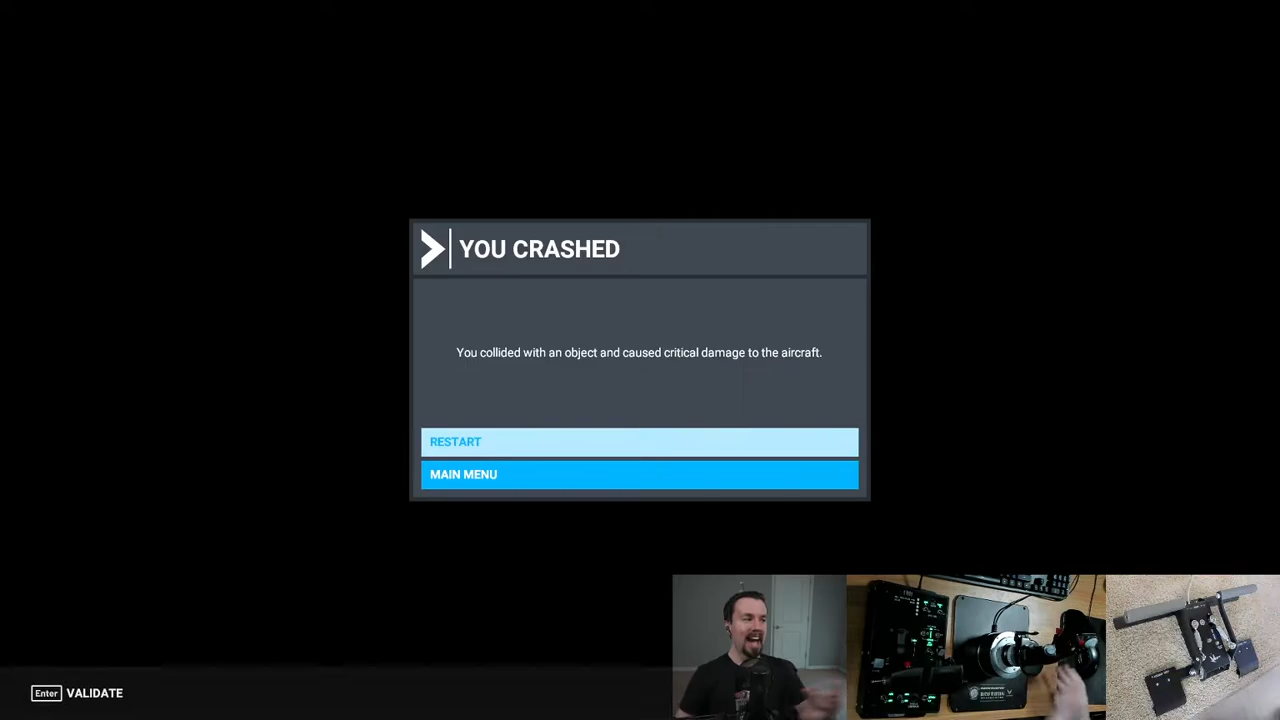 YOU CRASHED
You collided with an object and caused critical damage to the aircraft.
RESTART
MAIN MENU
Enter VALIDATE